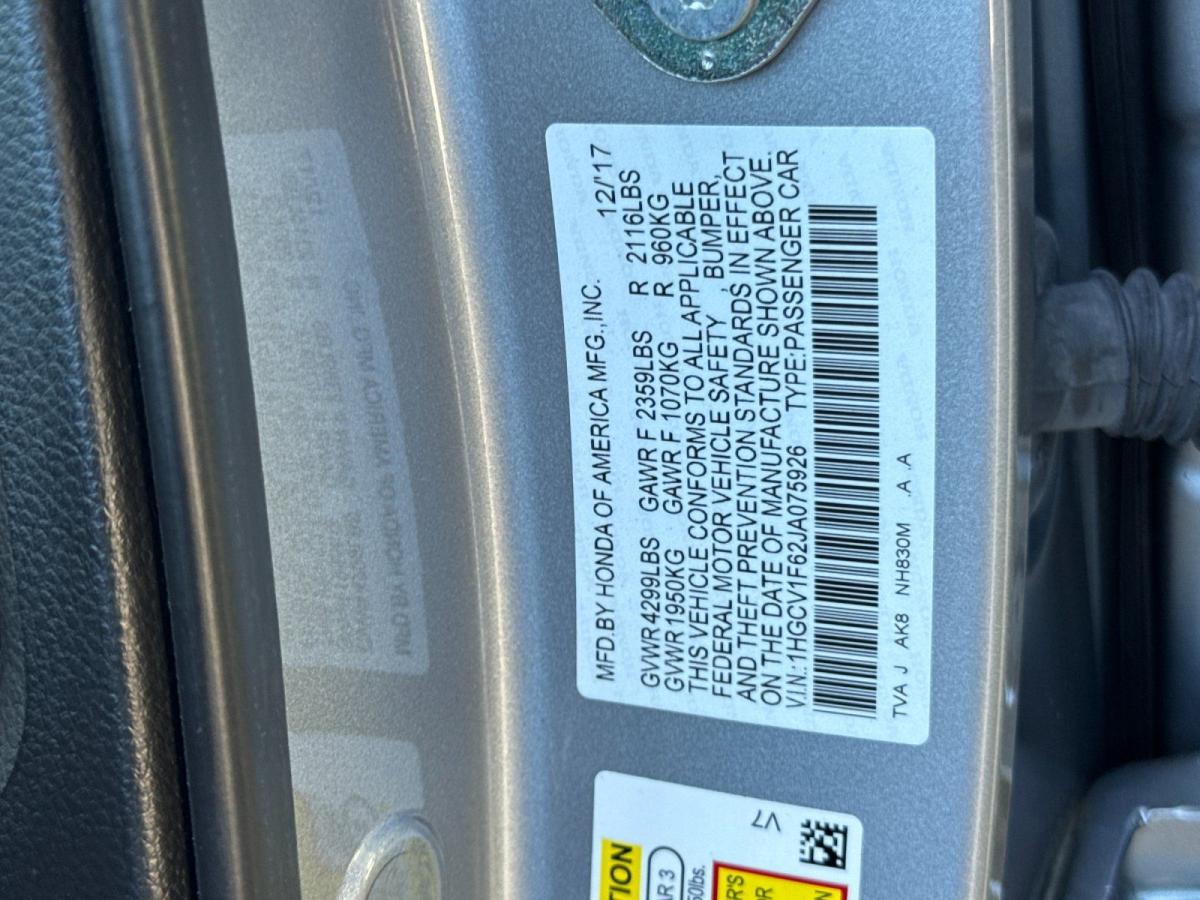 MFD.BY HONDA OF AMERICA MFG.,INC. 12/'17
GVWR4299LBS GAWR F 2359LBS R 2116LBS
GVWR1950KG GAWR F 1070KG R 960KG
THIS VEHICLE CONFORMS TO ALL APPLICABLE
FEDERAL MOTOR VEHICLE SAFETY ,BUMPER,
AND THEFT PREVENTION STANDARDS IN EFFECT
ON THE DATE OF MANUFACTURE SHOWN ABOVE.
V.I.N.:1HGCV1F62JA075926 TYPE:PASSENGER CAR
TVA J AK8 NH830M .A .A
V7